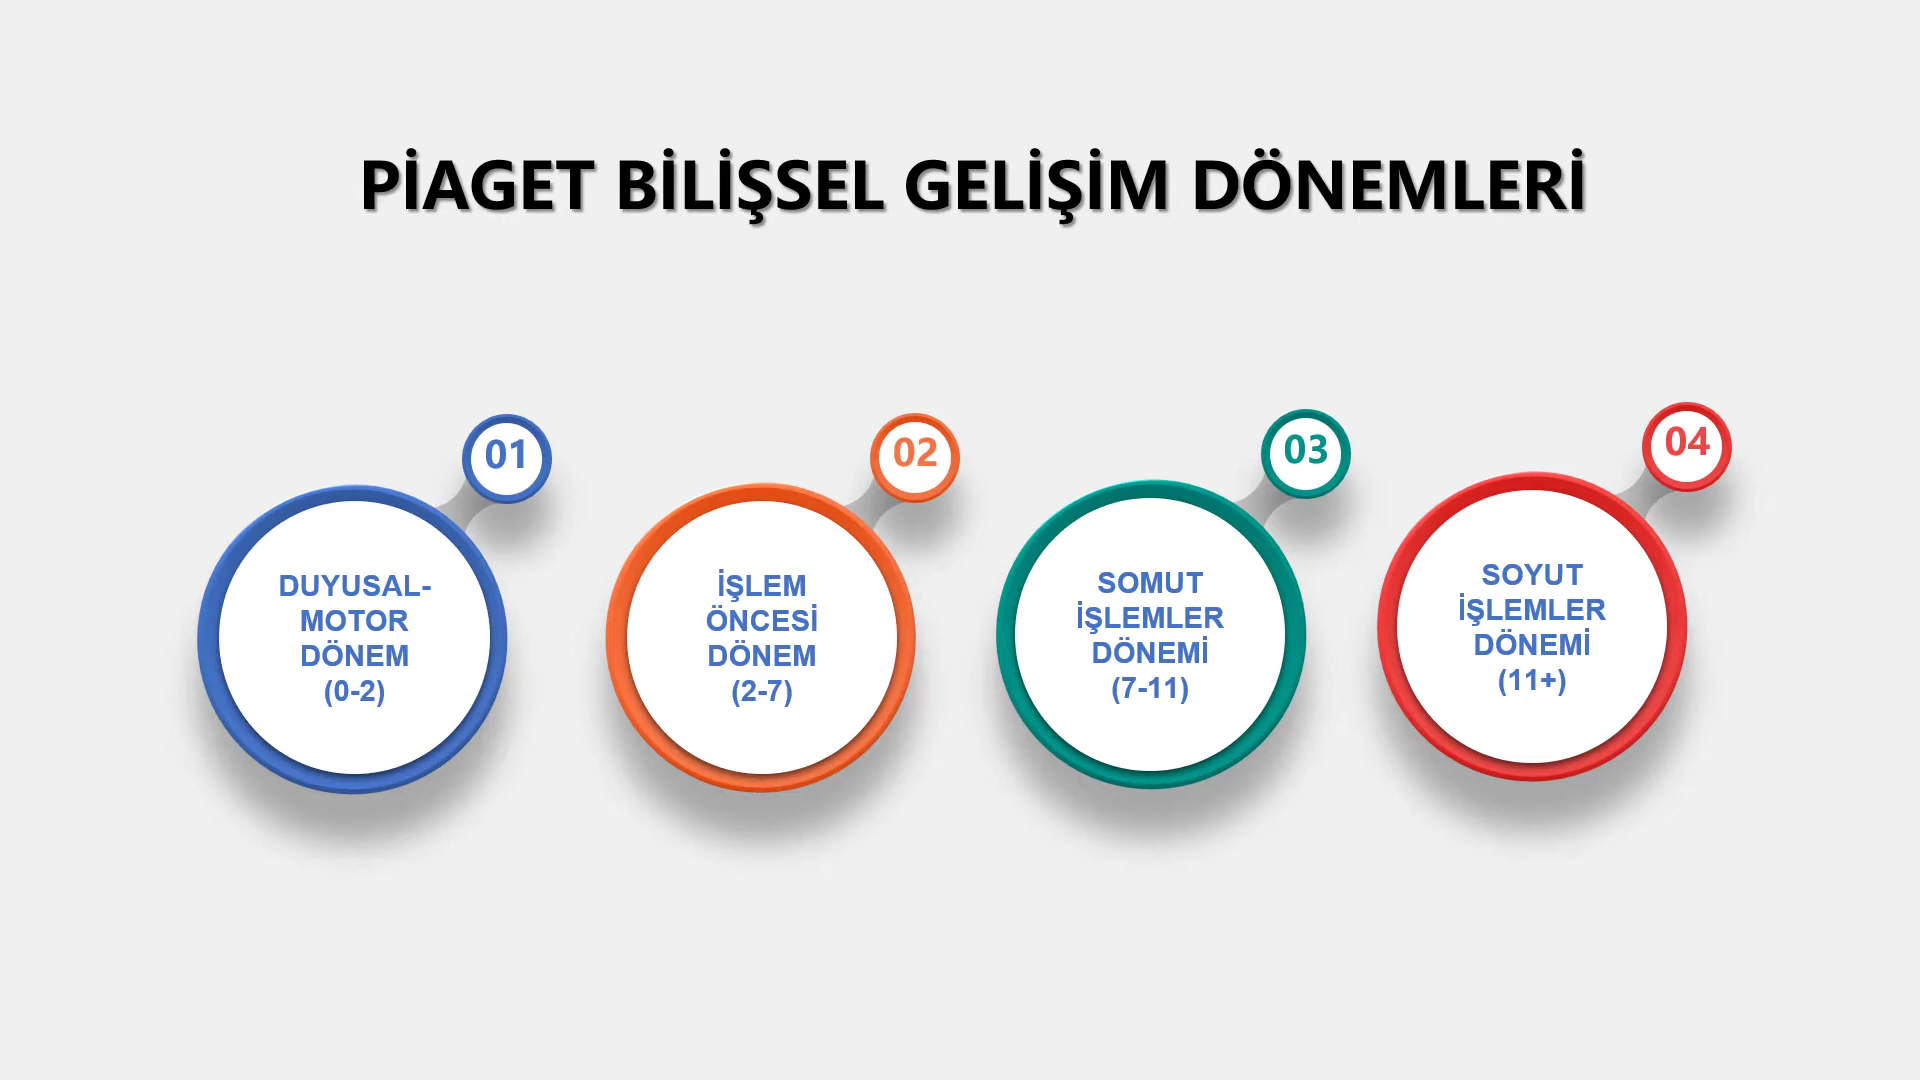 PİAGET BİLİŞSEL GELİŞİM DÖNEMLERİ
01
DUYUSAL-
MOTOR
DÖNEM
(0-2)
02
İŞLEM
ÖNCESİ
DÖNEM
(2-7)
03
SOMUT
İŞLEMLER
DÖNEMİ
(7-11)
04
SOYUT
İŞLEMLER
DÖNEMİ
(11+)